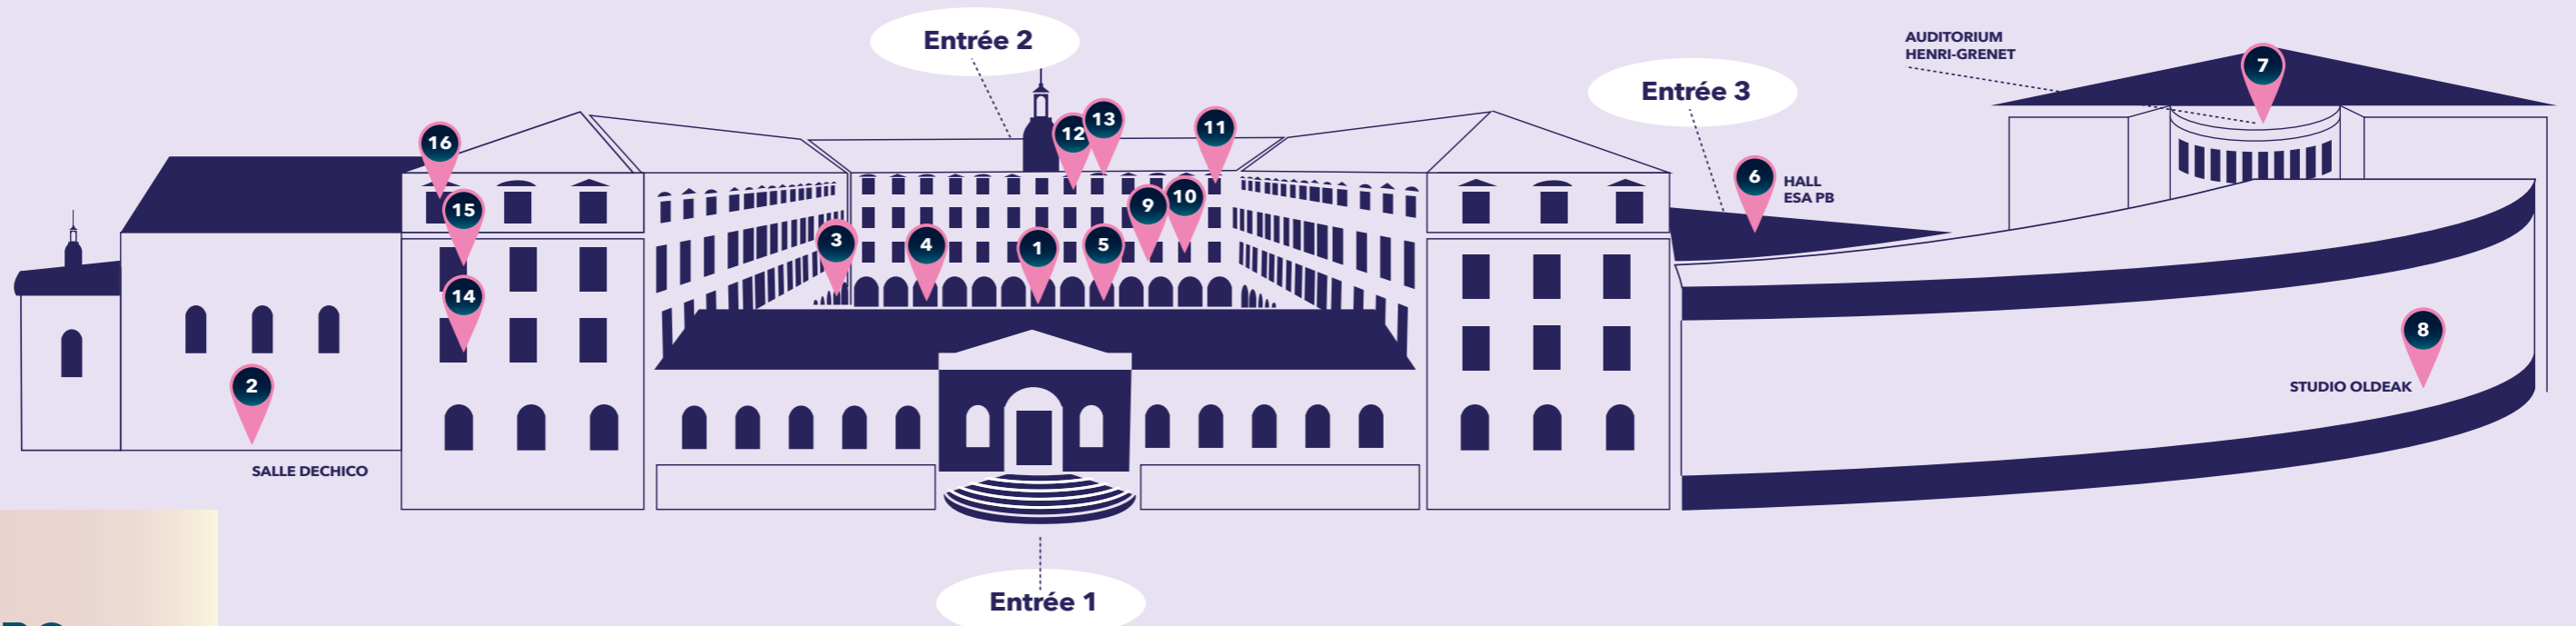 Entrée 2
AUDITORIUM
HENRI-GRENET
7
Entrée 3
16
12
13
11
6
HALL
ESA PB
15
9
10
3
4
1
5
14
8
2
STUDIO OLDEAK
SALLE DECHICO
Entrée 1